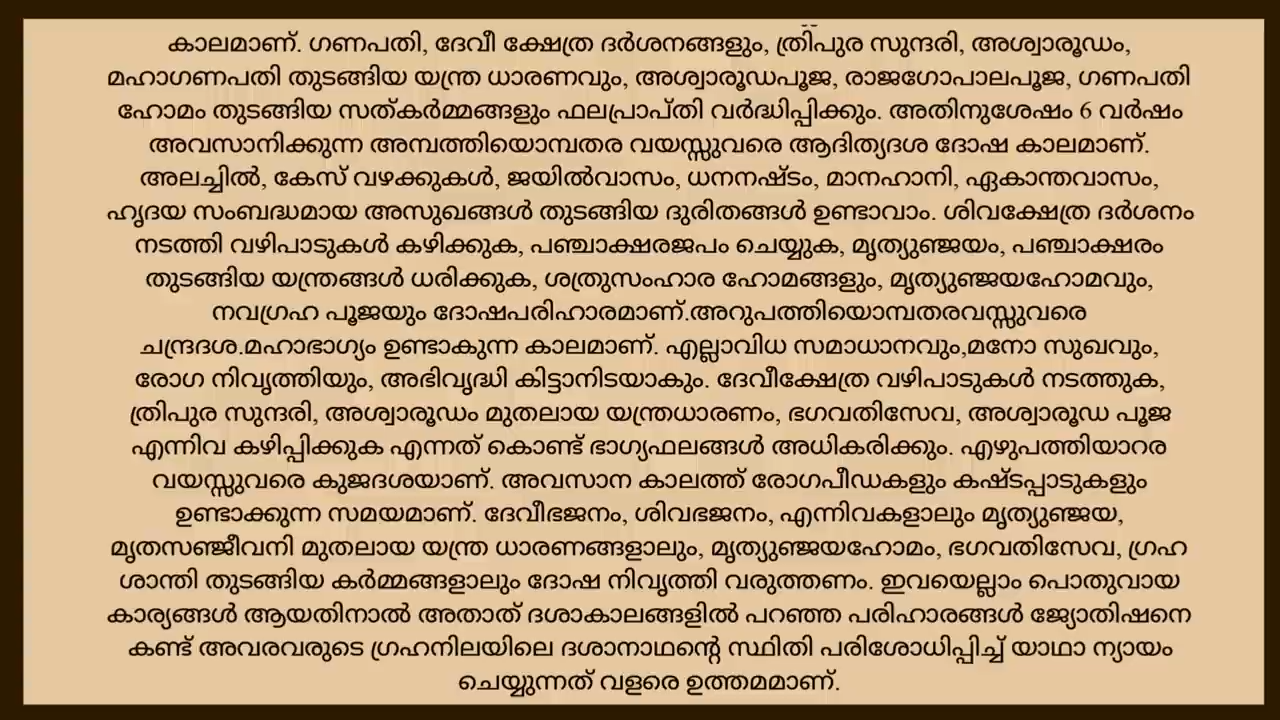 കാലമാണ്. ഗണപതി, ദേവീ ക്ഷേത്ര ദർശനങ്ങളും, ത്രിപുര സുന്ദരി, അശ്വാരൂഡം,
മഹാഗണപതി തുടങ്ങിയ യന്ത്ര ധാരണവും, അശ്വാരൂഡപൂജ, രാജഗോപാലപൂജ, ഗണപതി
ഹോമം തുടങ്ങിയ സത്കർമ്മങ്ങളും ഫലപ്രാപ്തി വർദ്ധിപ്പിക്കും. അതിനുശേഷം 6 വർഷം
അവസാനിക്കുന്ന അമ്പത്തിയൊമ്പതര വയസ്സുവരെ ആദിത്യദശ ദോഷ കാലമാണ്.
അലച്ചിൽ, കേസ് വഴക്കുകൾ, ജയിൽവാസം, ധനനഷ്ടം, മാനഹാനി, ഏകാന്തവാസം,
ഹൃദയ സംബദ്ധമായ അസുഖങ്ങൾ തുടങ്ങിയ ദുരിതങ്ങൾ ഉണ്ടാവാം. ശിവക്ഷേത്ര ദർശനം
നടത്തി വഴിപാടുകൾ കഴിക്കുക, പഞ്ചാക്ഷരജപം ചെയ്യുക, മൃത്യുഞ്ജയം, പഞ്ചാക്ഷരം
തുടങ്ങിയ യന്ത്രങ്ങൾ ധരിക്കുക, ശത്രുസംഹാര ഹോമങ്ങളും, മൃത്യുഞ്ജയഹോമവും,
നവഗ്രഹ പൂജയും ദോഷപരിഹാരമാണ്.അറുപത്തിയൊമ്പതരവസ്സുവരെ
ചന്ദ്രദശ.മഹാഭാഗ്യം ഉണ്ടാകുന്ന കാലമാണ്. എല്ലാവിധ സമാധാനവും,മനോ സുഖവും,
രോഗ നിവൃത്തിയും, അഭിവൃദ്ധി കിട്ടാനിടയാകും. ദേവീക്ഷേത്ര വഴിപാടുകൾ നടത്തുക,
ത്രിപുര സുന്ദരി, അശ്വാരൂഡം മുതലായ യന്ത്രധാരണം, ഭഗവതിസേവ, അശ്വാരൂഡ പൂജ
എന്നിവ കഴിപ്പിക്കുക എന്നത് കൊണ്ട് ഭാഗ്യഫലങ്ങൾ അധികരിക്കും. എഴുപത്തിയാറര
വയസ്സുവരെ കുജദശയാണ്. അവസാന കാലത്ത് രോഗപീഡകളും കഷ്ടപ്പാടുകളും
ഉണ്ടാക്കുന്ന സമയമാണ്. ദേവീഭജനം, ശിവഭജനം, എന്നിവകളാലും മൃത്യുഞ്ജയ,
മൃതസഞ്ജീവനി മുതലായ യന്ത്ര ധാരണങ്ങളാലും, മൃത്യുഞ്ജയഹോമം, ഭഗവതിസേവ, ഗ്രഹ
ശാന്തി തുടങ്ങിയ കർമ്മങ്ങളാലും ദോഷ നിവൃത്തി വരുത്തണം. ഇവയെല്ലാം പൊതുവായ
കാര്യങ്ങൾ ആയതിനാൽ അതാത് ദശാകാലങ്ങളിൽ പറഞ്ഞ പരിഹാരങ്ങൾ ജ്യോതിഷനെ
കണ്ട് അവരവരുടെ ഗ്രഹനിലയിലെ ദശാനാഥന്റെ സ്ഥിതി പരിശോധിപ്പിച്ച് യാഥാ ന്യായം
ചെയ്യുന്നത് വളരെ ഉത്തമമാണ്.